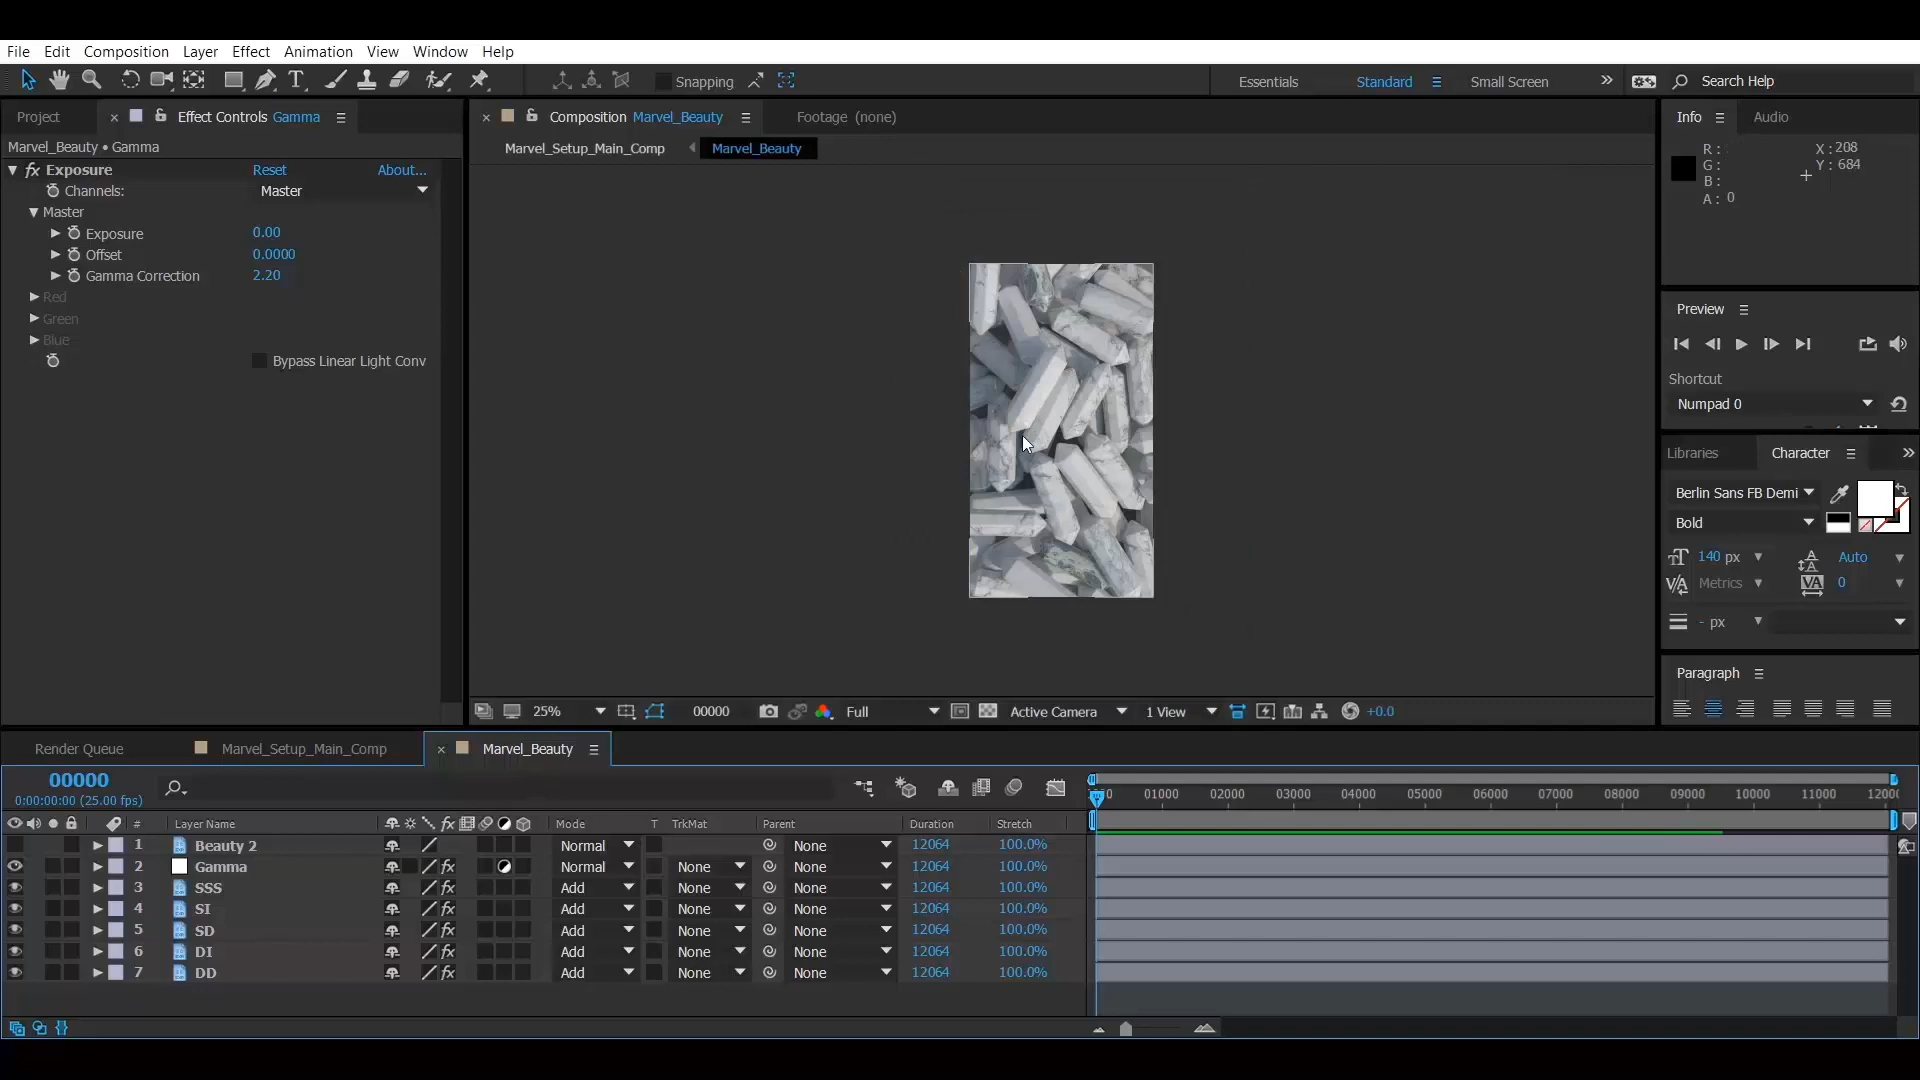 File Edit Composition Layer Effect Animation View Window Help
Snapping Essentials Standard Small Screen Search Help
Project Effect Controls Gamma Composition Marvel_Beauty Footage (none) Info Audio
Marvel_Beauty • Gamma
Marvel_Setup_Main_Comp Marvel_Beauty
R : X : 208
G : Y : 684
B :
A : 0
fx Exposure Reset About...
Channels: Master
Master
Exposure 0.00
Offset 0.0000
Gamma Correction 2.20
Red
Green
Blue
Bypass Linear Light Conv
Preview
Shortcut
Numpad 0
Libraries Character
Berlin Sans FB Demi
Bold
140 px Auto
Metrics 0
- px
Paragraph
25% 00000 Full Active Camera 1 View +0.0
Render Queue Marvel_Setup_Main_Comp Marvel_Beauty
00000
0:00:00:00 (25.00 fps)
01000 02000 03000 04000 05000 06000 07000 08000 09000 10000 11000
# Layer Name fx Mode T TrkMat Parent Duration Stretch
1 Beauty 2 Normal None 12064 100.0%
2 Gamma fx Normal None None 12064 100.0%
3 SSS fx Add None None 12064 100.0%
4 SI fx Add None None 12064 100.0%
5 SD fx Add None None 12064 100.0%
6 DI fx Add None None 12064 100.0%
7 DD fx Add None None 12064 100.0%